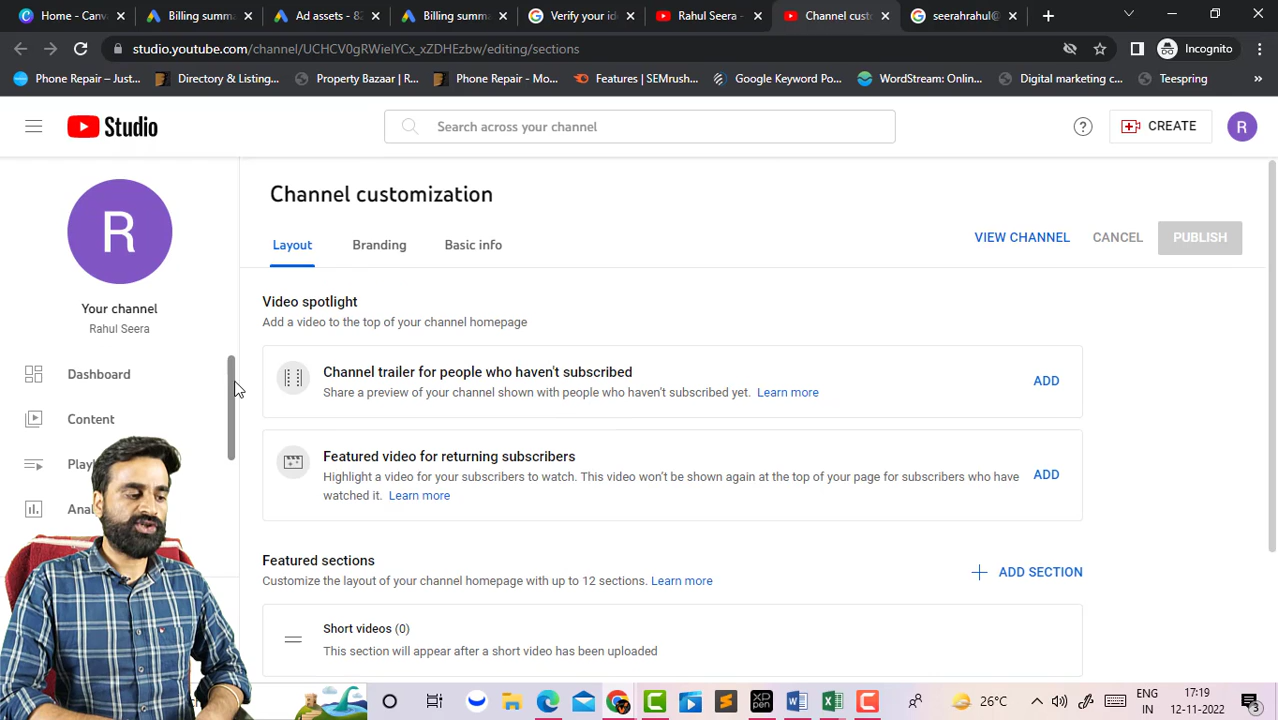 Home - Canva
Billing summa
Ad assets - 82
Billing summa
Verify your ide
Rahul Seera -
Channel cust
seerahrahul@
studio.youtube.com/channel/UCHCV0gRWielYCx_xZDHEzbw/editing/sections
Incognito
Phone Repair – Just...
Directory & Listing...
Property Bazaar | R...
Phone Repair - Mo...
Features | SEMrush...
Google Keyword Po...
WordStream: Onlin...
Digital marketing c...
Teespring
»
Studio
Search across your channel
CREATE
R
R
Your channel
Rahul Seera
Dashboard
Content
Channel customization
Layout
Branding
Basic info
VIEW CHANNEL
CANCEL
PUBLISH
Video spotlight
Add a video to the top of your channel homepage
Channel trailer for people who haven't subscribed
Share a preview of your channel shown with people who haven't subscribed yet. Learn more
ADD
Featured video for returning subscribers
Highlight a video for your subscribers to watch. This video won't be shown again at the top of your page for subscribers who have
watched it. Learn more
ADD
Featured sections
Customize the layout of your channel homepage with up to 12 sections. Learn more
ADD SECTION
Short videos (0)
This section will appear after a short video has been uploaded
26°C
ENG
IN
17:19
12-11-2022
3